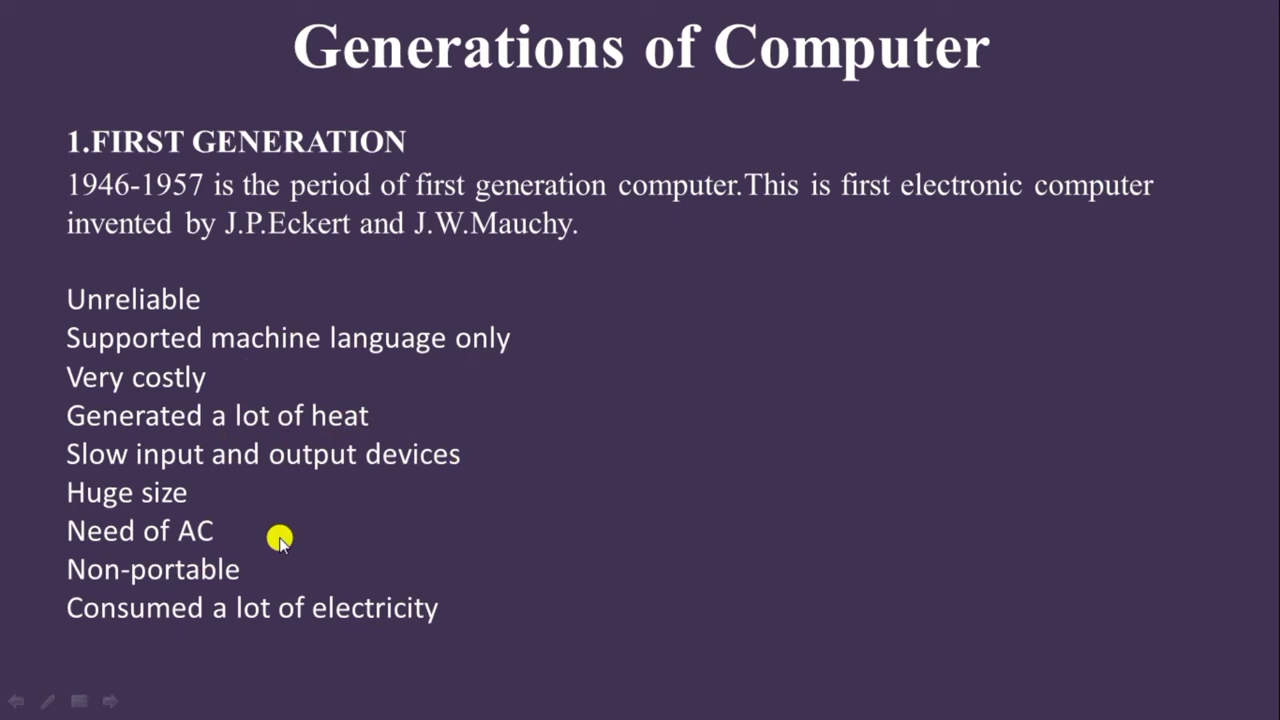 Generations of Computer
1.FIRST GENERATION
1946-1957 is the period of first generation computer.This is first electronic computer
invented by J.P.Eckert and J.W.Mauchy.
Unreliable
Supported machine language only
Very costly
Generated a lot of heat
Slow input and output devices
Huge size
Need of AC
Non-portable
Consumed a lot of electricity